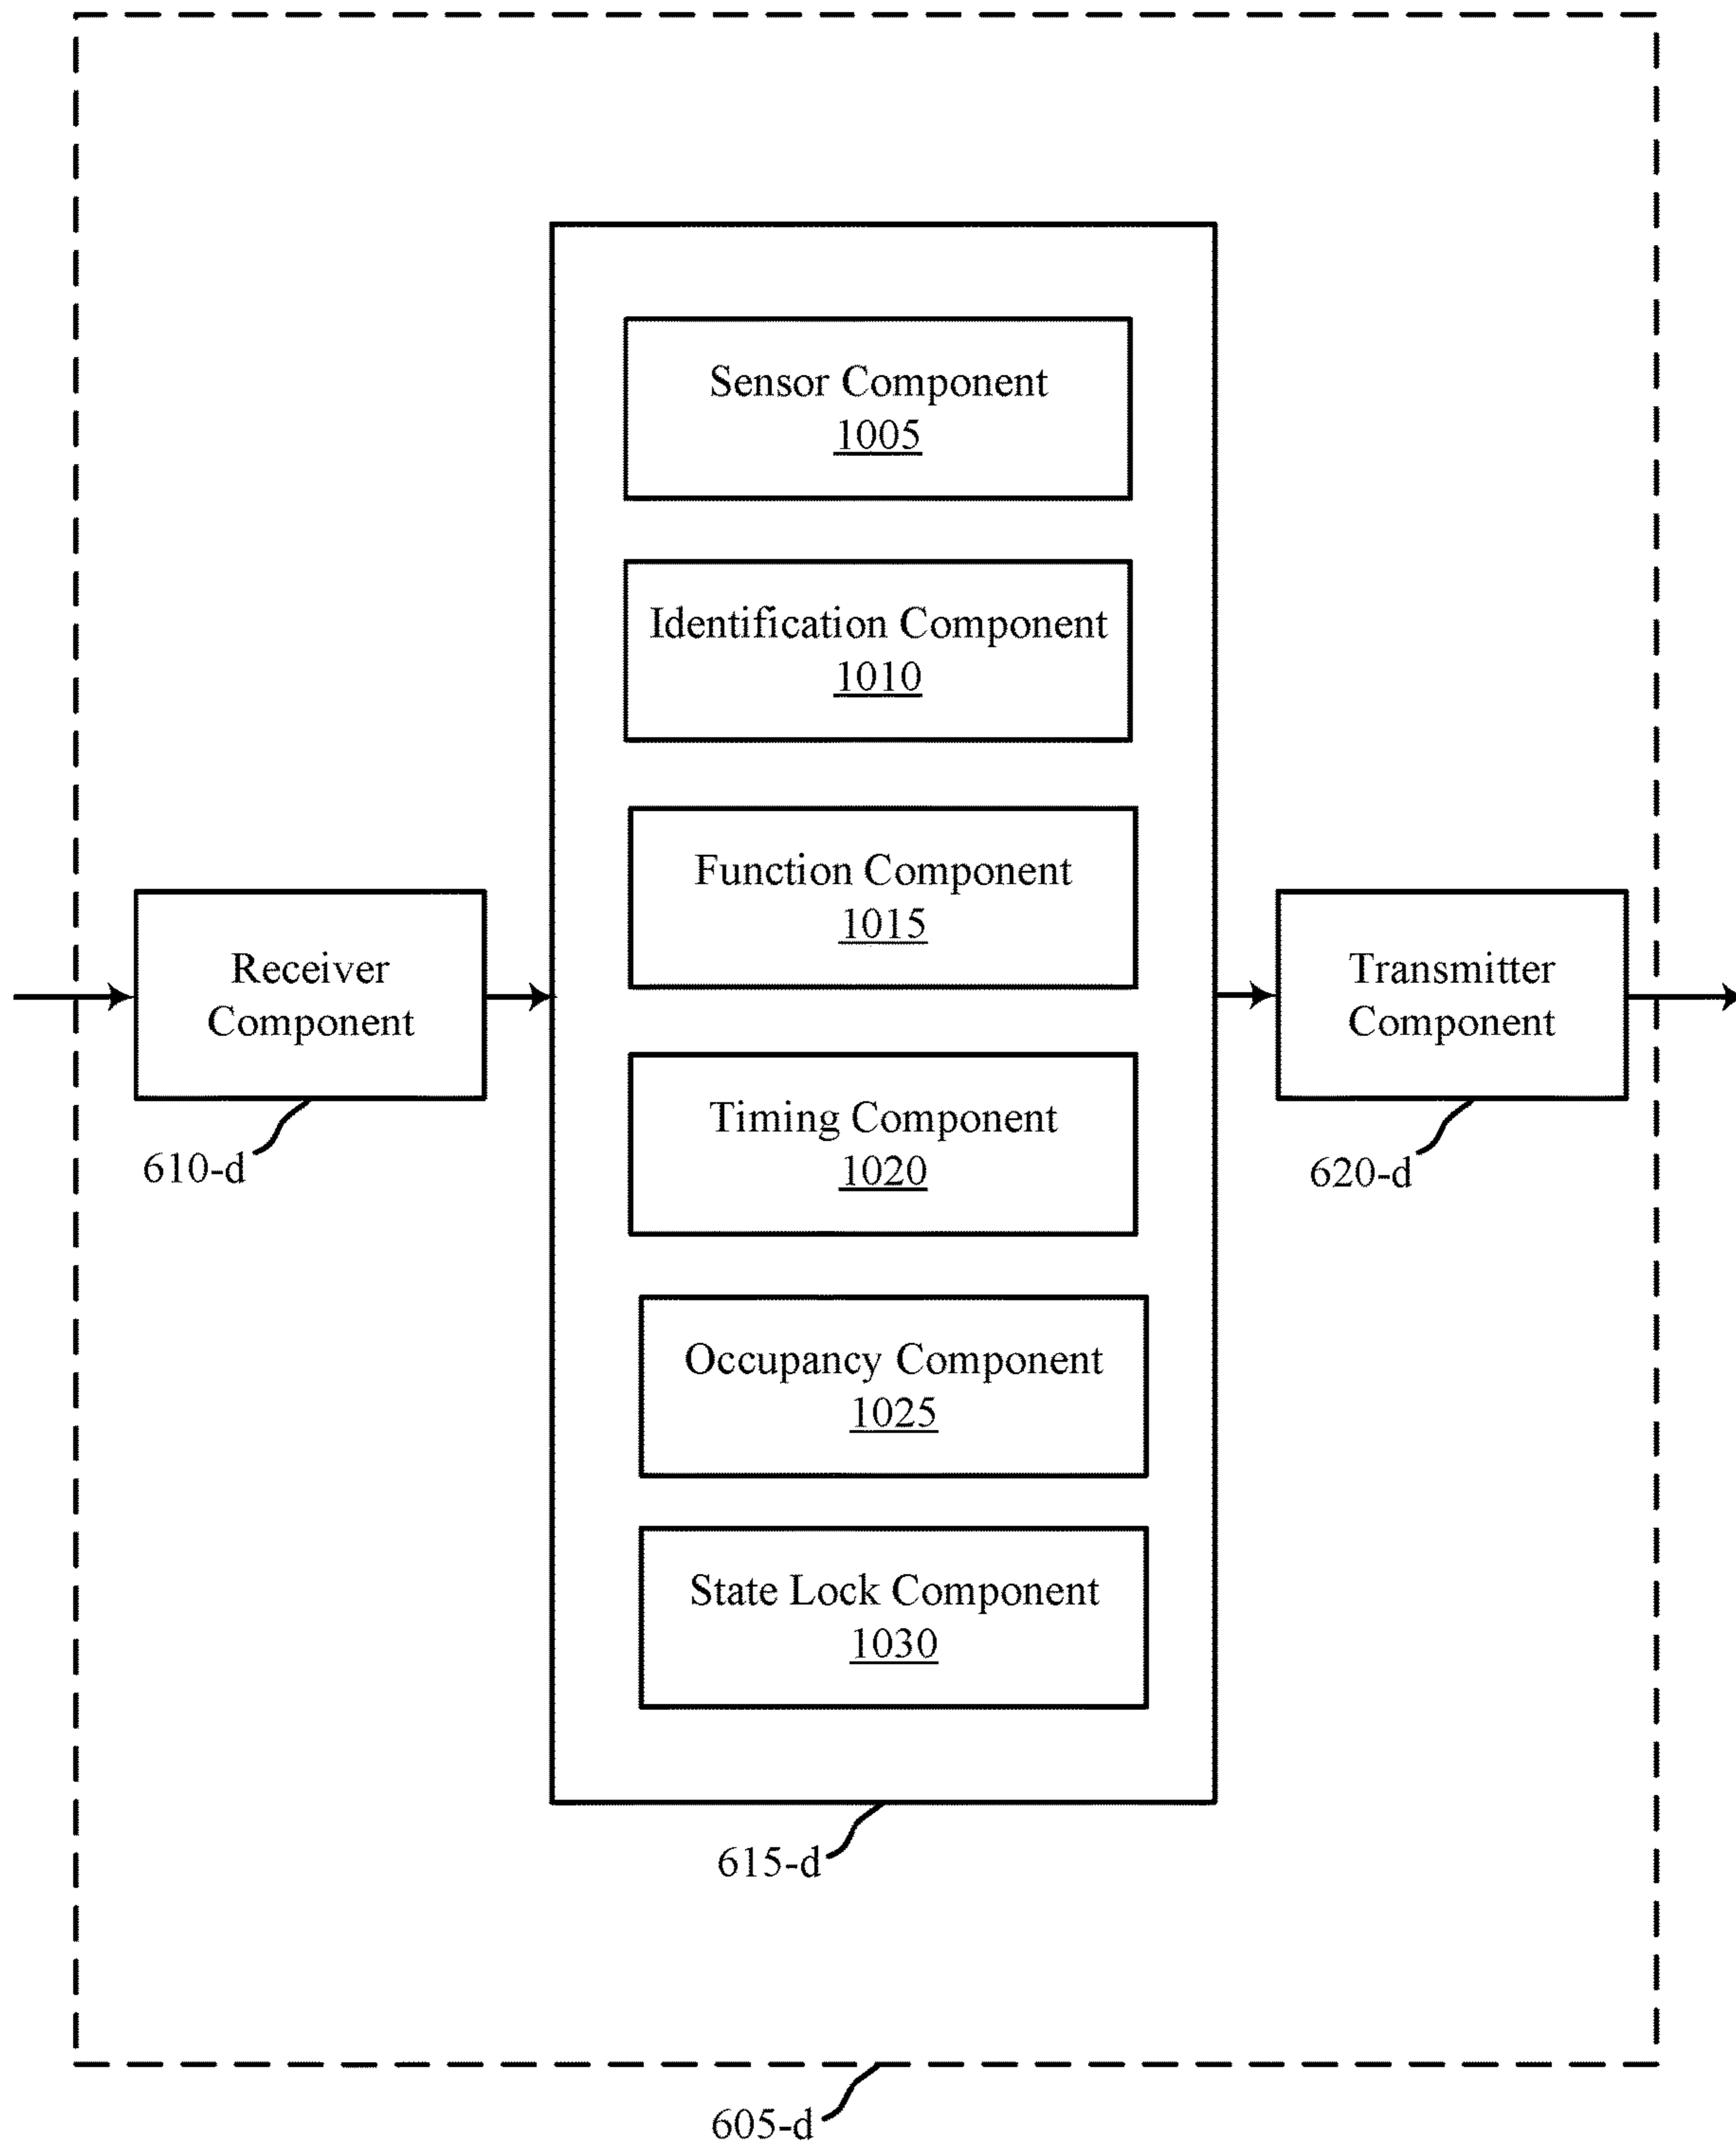 Sensor Component
1005
Identification Component
1010
Function Component
1015
Receiver
Component
610-d
Transmitter
Component
620-d
Timing Component
1020
Occupancy Component
1025
State Lock Component
1030
615-d
605-d